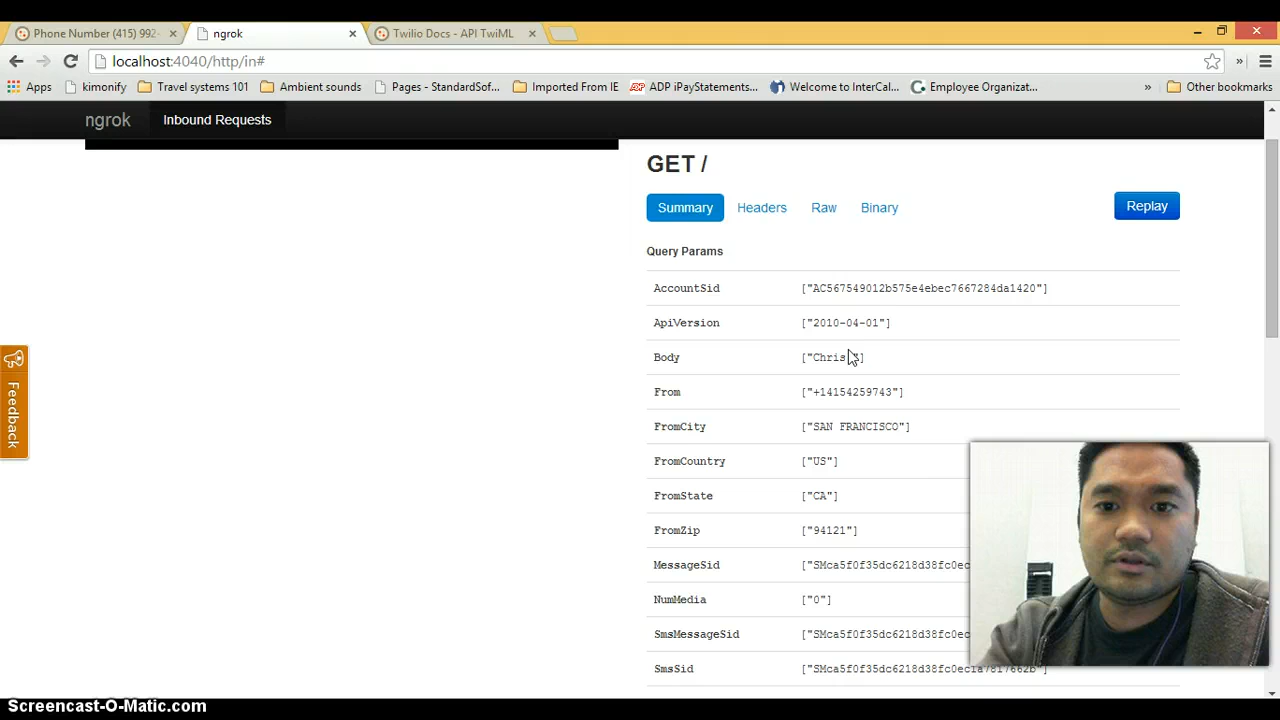 Phone Number (415) 992-
ngrok
Twilio Docs - API TwiML
localhost:4040/http/in#
Apps
kimonify
Travel systems 101
Ambient sounds
Pages - StandardSof...
Imported From IE
ADP iPayStatements...
Welcome to InterCal...
Employee Organizat...
»
Other bookmarks
ngrok
Inbound Requests
GET /
Summary
Headers
Raw
Binary
Replay
Query Params
AccountSid ["AC567549012b575e4ebec7667284da1420"]
ApiVersion ["2010-04-01"]
Body ["Chris"]
From ["+14154259743"]
FromCity ["SAN FRANCISCO"]
FromCountry ["US"]
FromState ["CA"]
FromZip ["94121"]
MessageSid ["SMca5f0f35dc6218d38fc0ec
NumMedia ["0"]
SmsMessageSid ["SMca5f0f35dc6218d38fc0ec
SmsSid
Feedback
Screencast-O-Matic.com